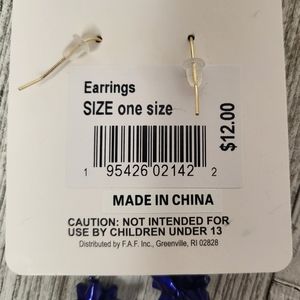 Earrings
SIZE one size
$12.00
1 95426 02142 2
MADE IN CHINA
CAUTION: NOT INTENDED FOR
USE BY CHILDREN UNDER 13
Distributed by F.A.F. Inc., Greenville, RI 02828